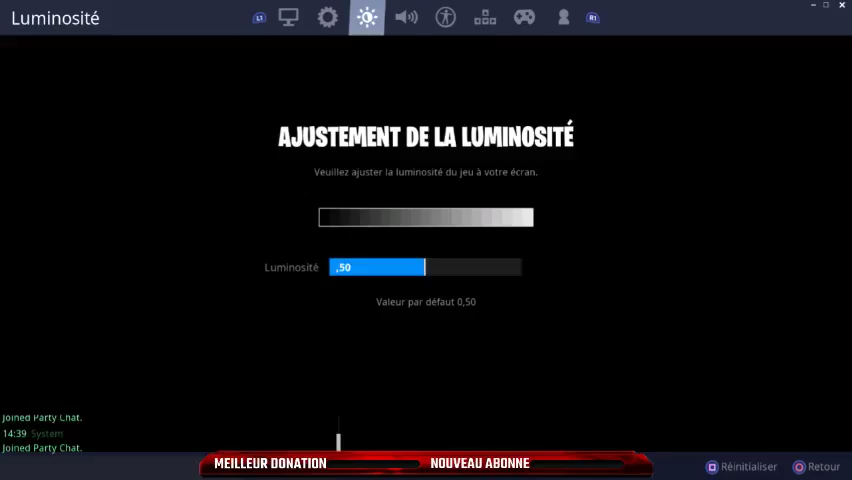 Luminosité
L1
R1
AJUSTEMENT DE LA LUMINOSITÉ
Veuillez ajuster la luminosité du jeu à votre écran.
Luminosité ,50
Valeur par défaut 0,50
Joined Party Chat.
14:39 System
Joined Party Chat.
MEILLEUR DONATION
NOUVEAU ABONNE
Réinitialiser
Retour